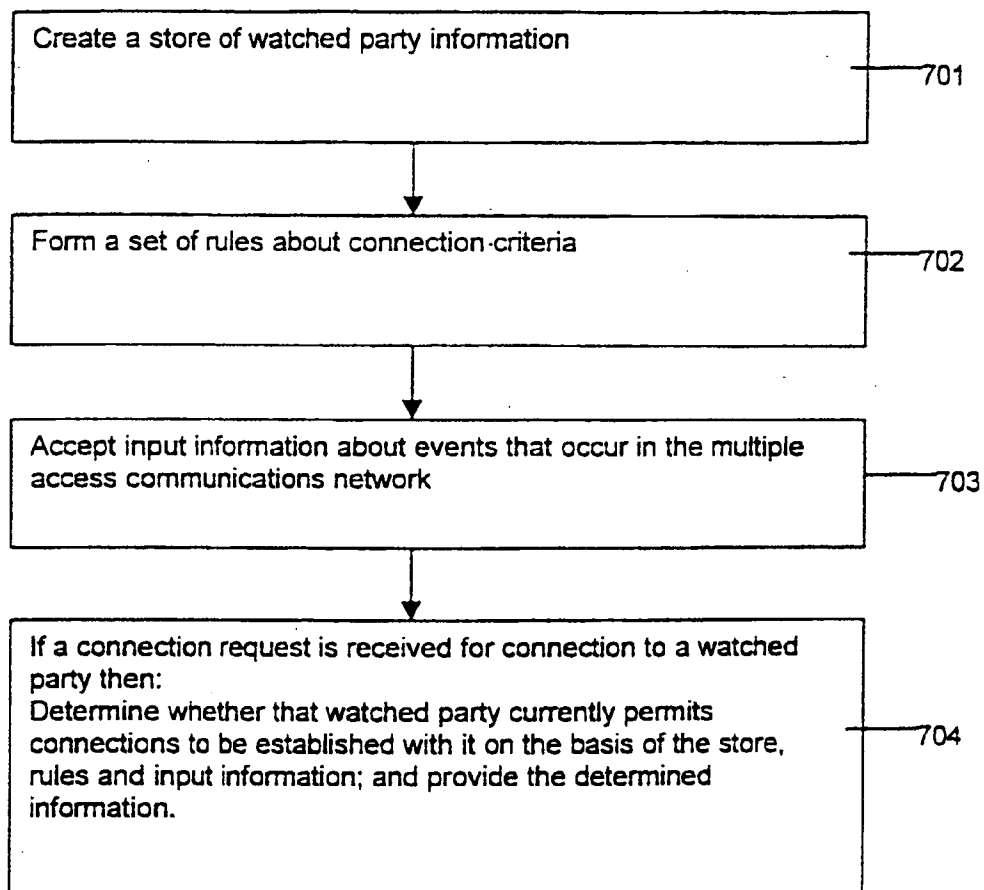 Create a store of watched party information
701
Form a set of rules about connection-criteria
702
Accept input information about events that occur in the multiple
access communications network
703
If a connection request is received for connection to a watched
party then:
Determine whether that watched party currently permits
connections to be established with it on the basis of the store,
rules and input information; and provide the determined
information.
704